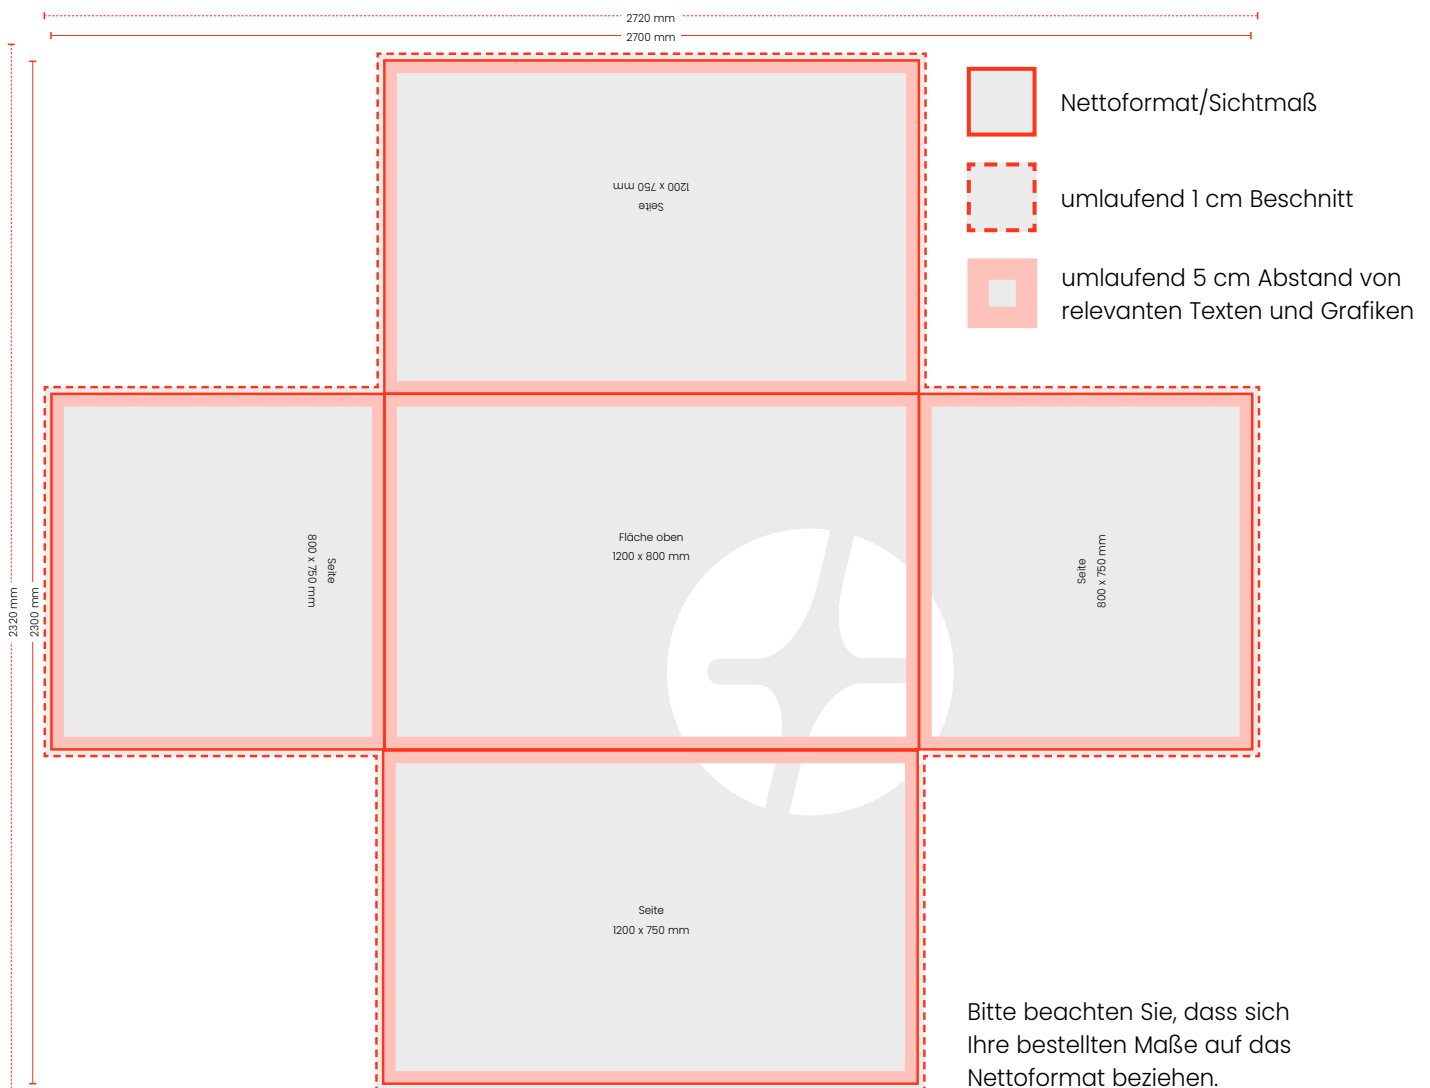 2720 mm
2700 mm
Nettoformat/Sichtmaß
umlaufend 1 cm Beschnitt
umlaufend 5 cm Abstand von
relevanten Texten und Grafiken
Seite
1200 x 750 mm
Fläche oben
1200 x 800 mm
Seite
800 x 750 mm
Seite
800 x 750 mm
2320 mm
2300 mm
Seite
1200 x 750 mm
Bitte beachten Sie, dass sich
Ihre bestellten Maße auf das
Nettoformat beziehen.